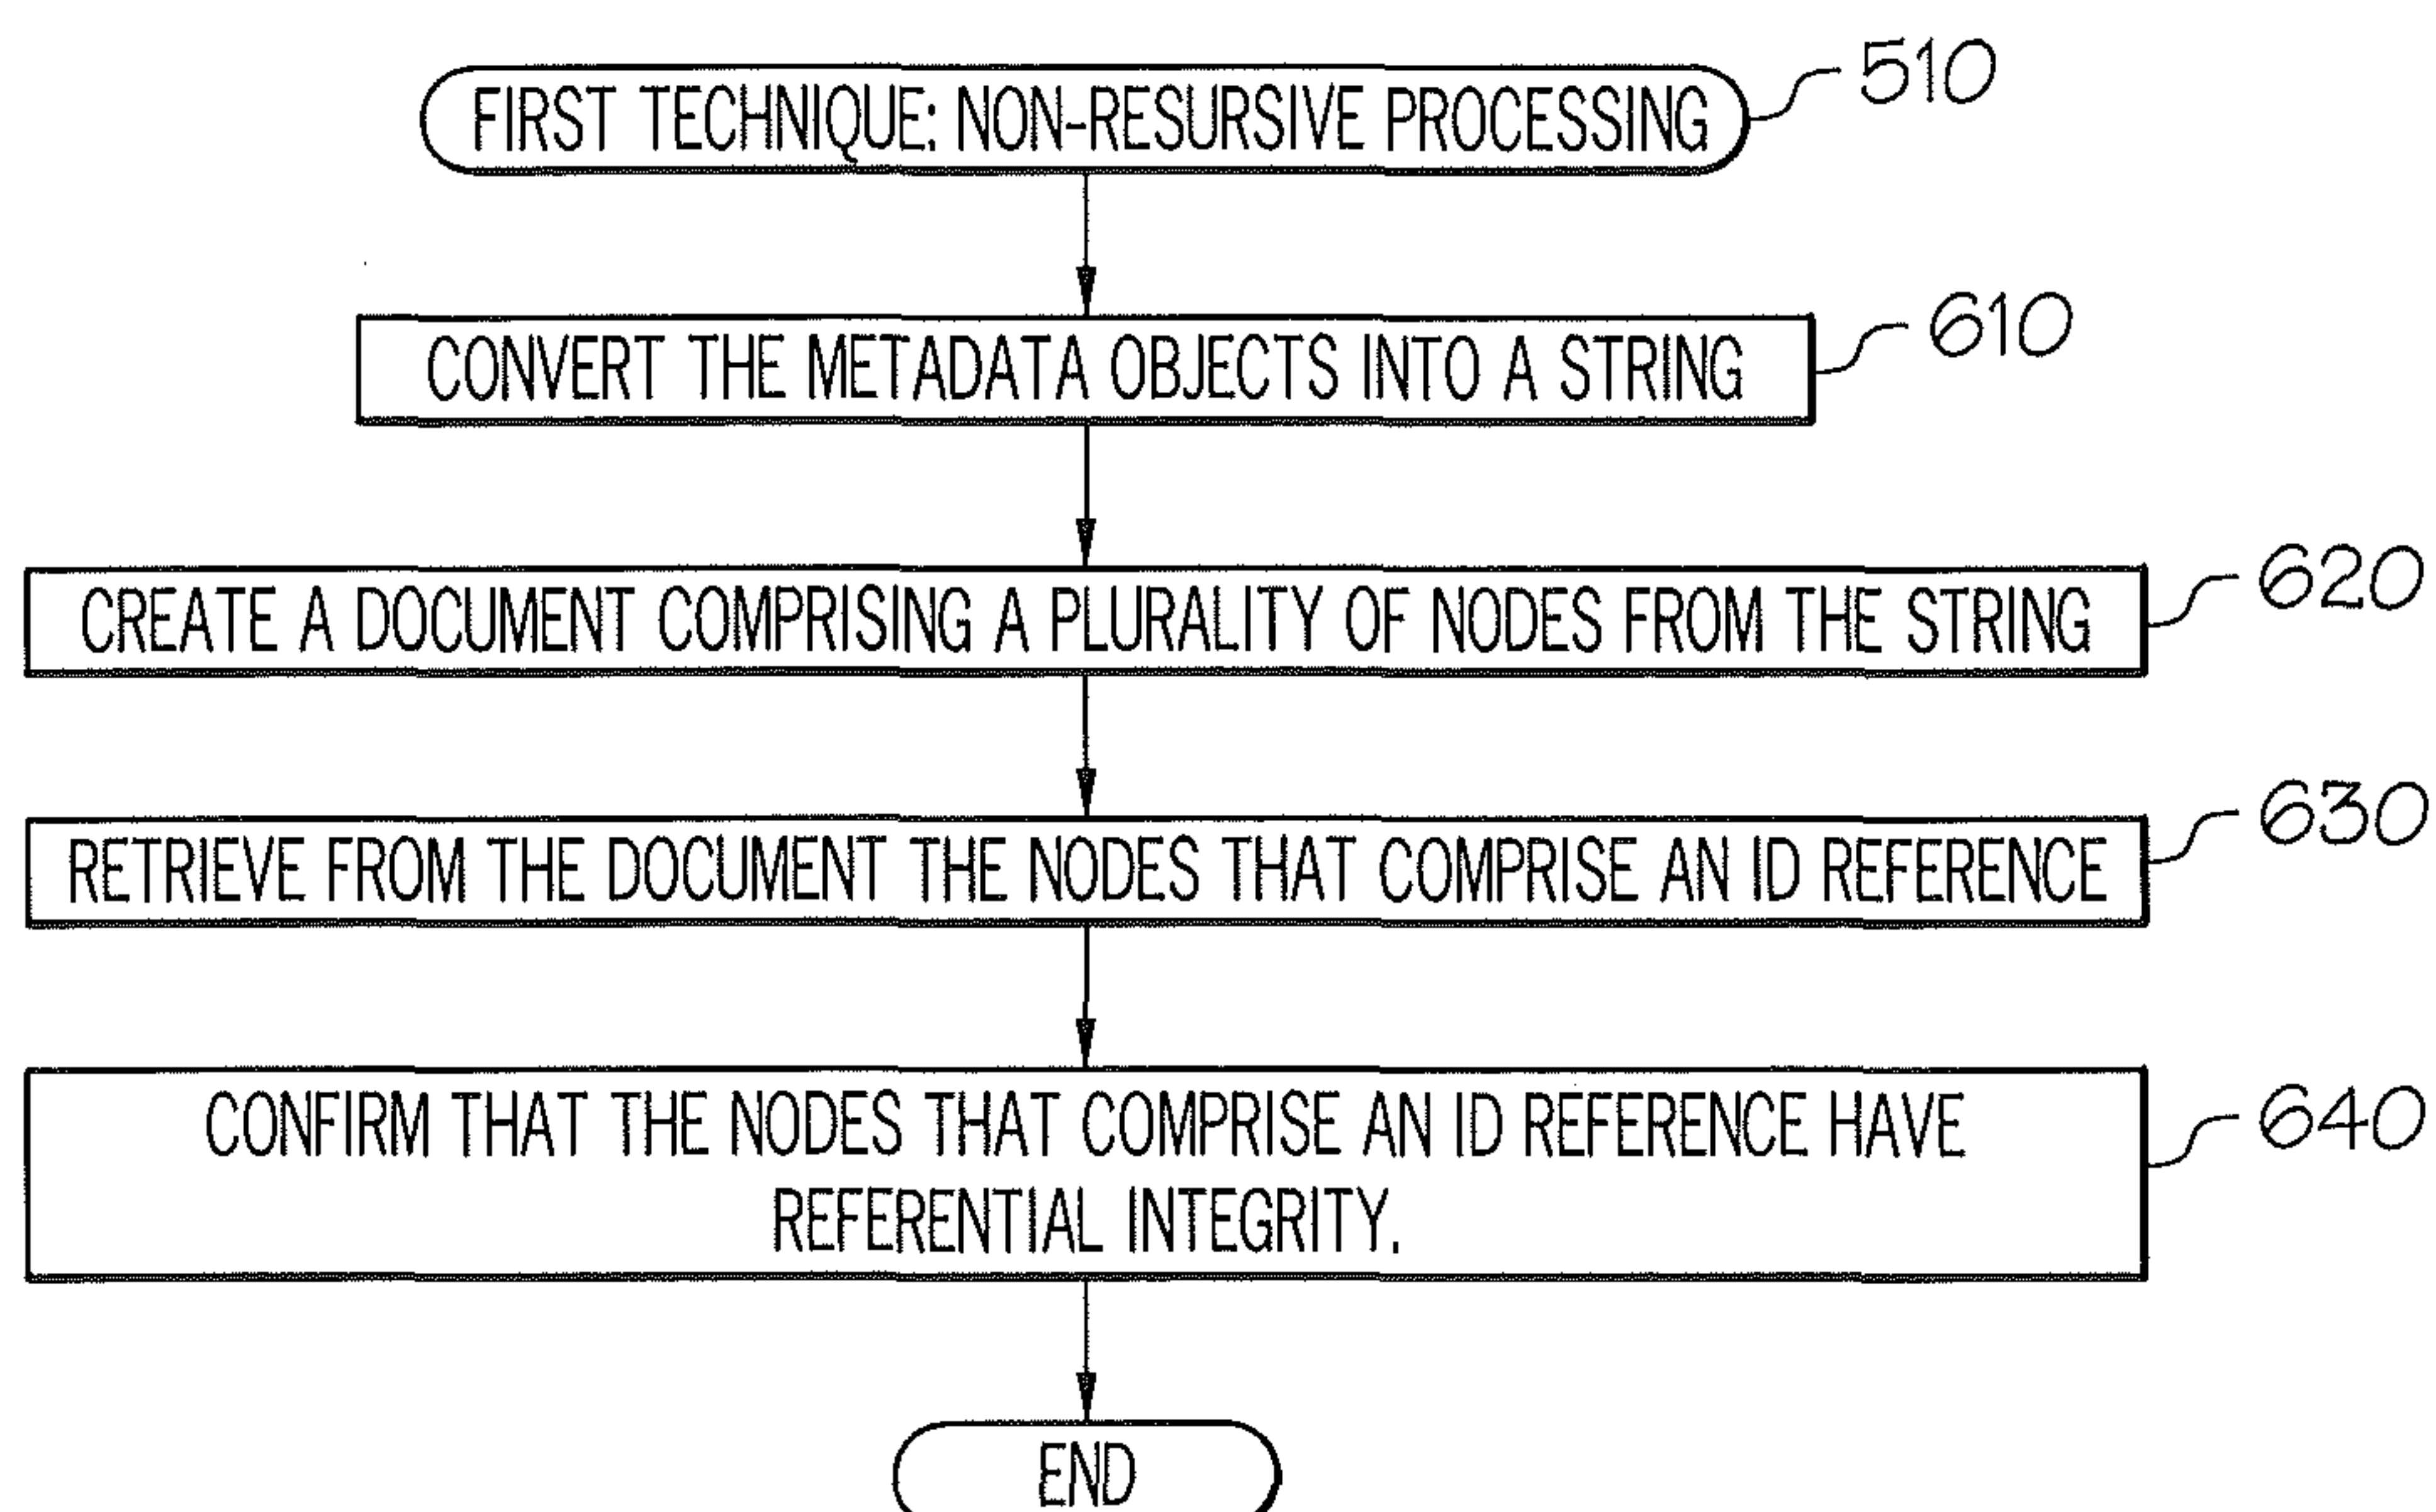 FIRST TECHNIQUE: NON-RESURSIVE PROCESSING
510
CONVERT THE METADATA OBJECTS INTO A STRING
610
CREATE A DOCUMENT COMPRISING A PLURALITY OF NODES FROM THE STRING
620
RETRIEVE FROM THE DOCUMENT THE NODES THAT COMPRISE AN ID REFERENCE
630
CONFIRM THAT THE NODES THAT COMPRISE AN ID REFERENCE HAVE
REFERENTIAL INTEGRITY.
640
END